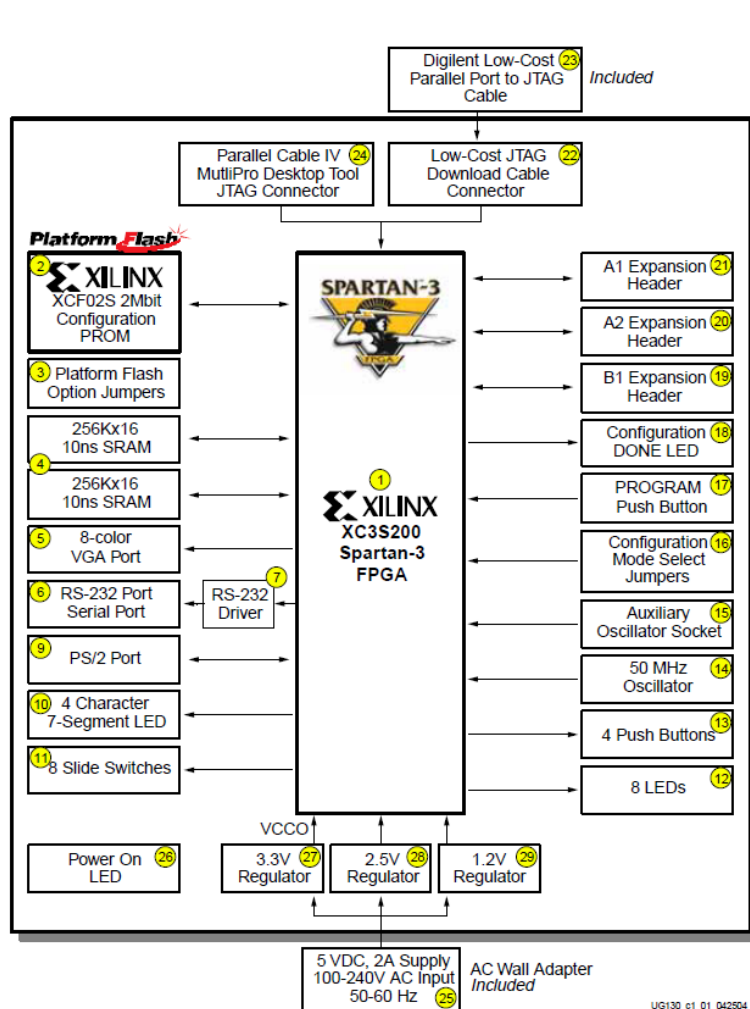 Digilent Low-Cost 23
Parallel Port to JTAG
Cable
Included
Parallel Cable IV 24
MutliPro Desktop Tool
JTAG Connector
Low-Cost JTAG 22
Download Cable
Connector
Platform Flash
2 XILINX
XCF02S 2Mbit
Configuration
PROM
3 Platform Flash
Option Jumpers
256Kx16
10ns SRAM
4
256Kx16
10ns SRAM
5 8-color
VGA Port
6 RS-232 Port
Serial Port
7
RS-232
Driver
9
PS/2 Port
10 4 Character
7-Segment LED
11
8 Slide Switches
SPARTAN-3
FPGA
1
XILINX
XC3S200
Spartan-3
FPGA
A1 Expansion 21
Header
A2 Expansion 20
Header
B1 Expansion 19
Header
Configuration 18
DONE LED
PROGRAM 17
Push Button
Configuration 16
Mode Select
Jumpers
Auxiliary 15
Oscillator Socket
50 MHz 14
Oscillator
13
4 Push Buttons
12
8 LEDs
VCCO
Power On 26
LED
3.3V 27
Regulator
2.5V 28
Regulator
1.2V 29
Regulator
5 VDC, 2A Supply
100-240V AC Input
50-60 Hz 25
AC Wall Adapter
Included
UG130_c1_01_042504